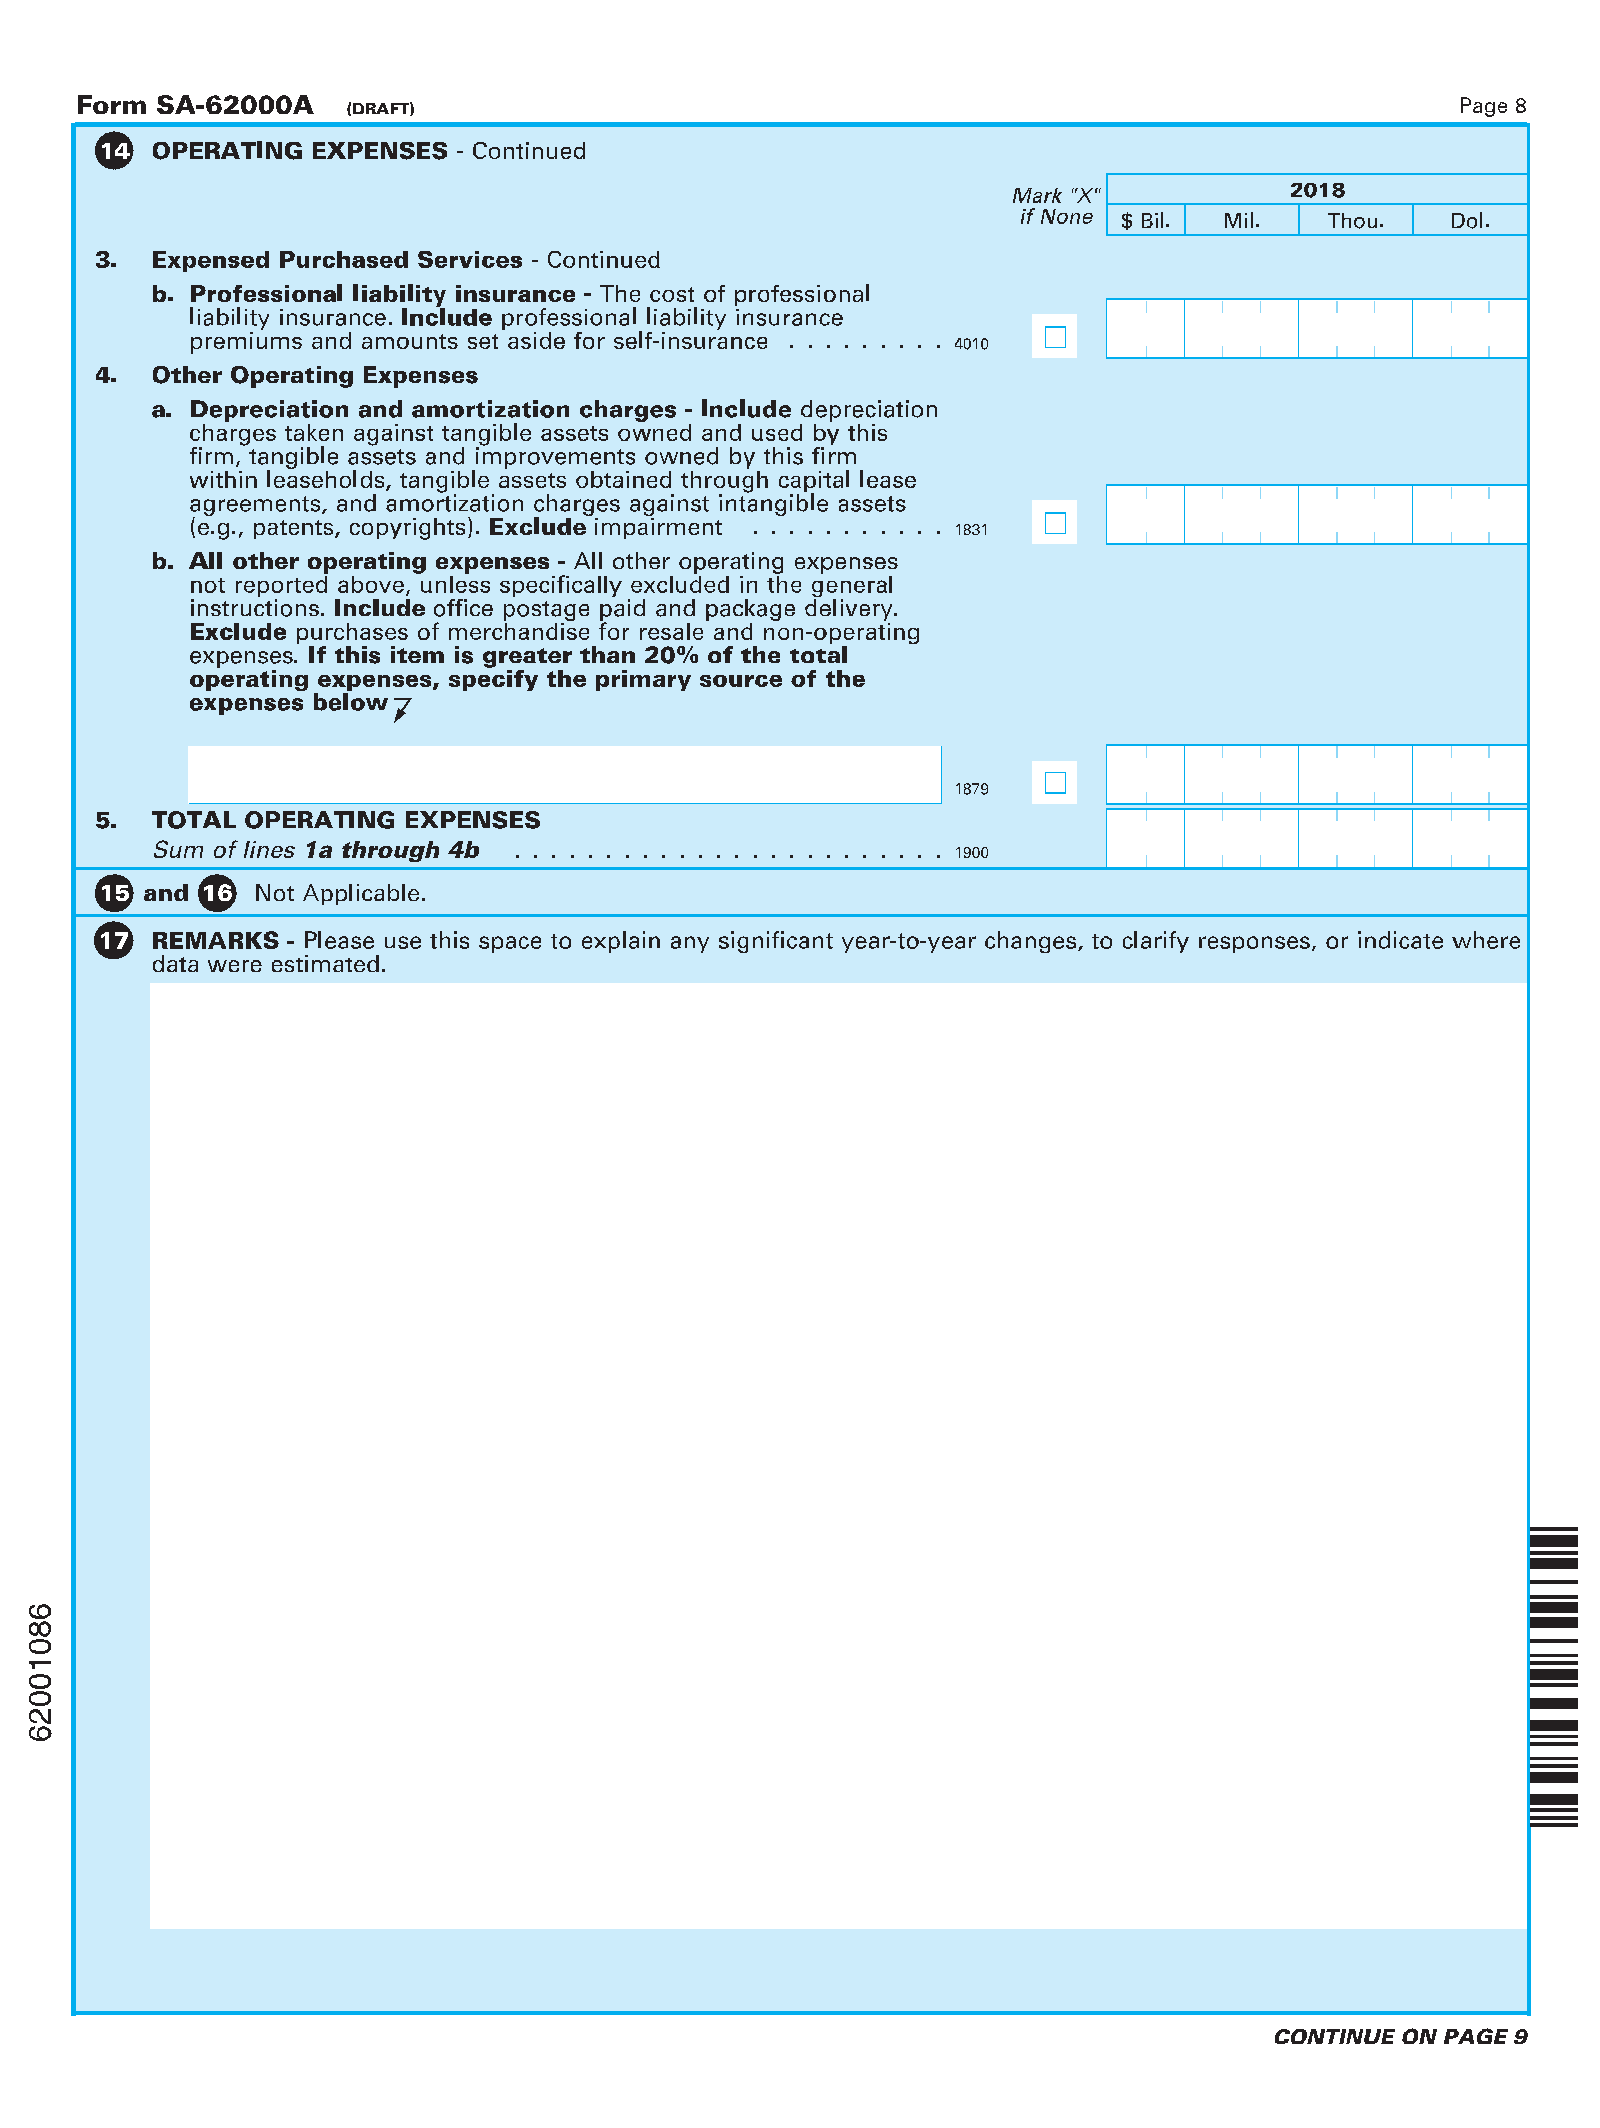 Form SA-62000A (DRAFT) Page 8
14 OPERATING EXPENSES - Continued
Mark "X" if None
2018
$ Bil. Mil. Thou. Dol.
3. Expensed Purchased Services - Continued
b. Professional liability insurance - The cost of professional
liability insurance. Include professional liability insurance
premiums and amounts set aside for self-insurance . . . . . . . . . 4010
4. Other Operating Expenses
a. Depreciation and amortization charges - Include depreciation
charges taken against tangible assets owned and used by this
firm, tangible assets and improvements owned by this firm
within leaseholds, tangible assets obtained through capital lease
agreements, and amortization charges against intangible assets
(e.g., patents, copyrights). Exclude impairment . . . . . . . . . . . 1831
b. All other operating expenses - All other operating expenses
not reported above, unless specifically excluded in the general
instructions. Include office postage paid and package delivery.
Exclude purchases of merchandise for resale and non-operating
expenses. If this item is greater than 20% of the total
operating expenses, specify the primary source of the
expenses below
1879
5. TOTAL OPERATING EXPENSES
Sum of lines 1a through 4b . . . . . . . . . . . . . . . . . . . . . . . . 1900
15 and 16 Not Applicable.
17 REMARKS - Please use this space to explain any significant year-to-year changes, to clarify responses, or indicate where
data were estimated.
62001086
CONTINUE ON PAGE 9